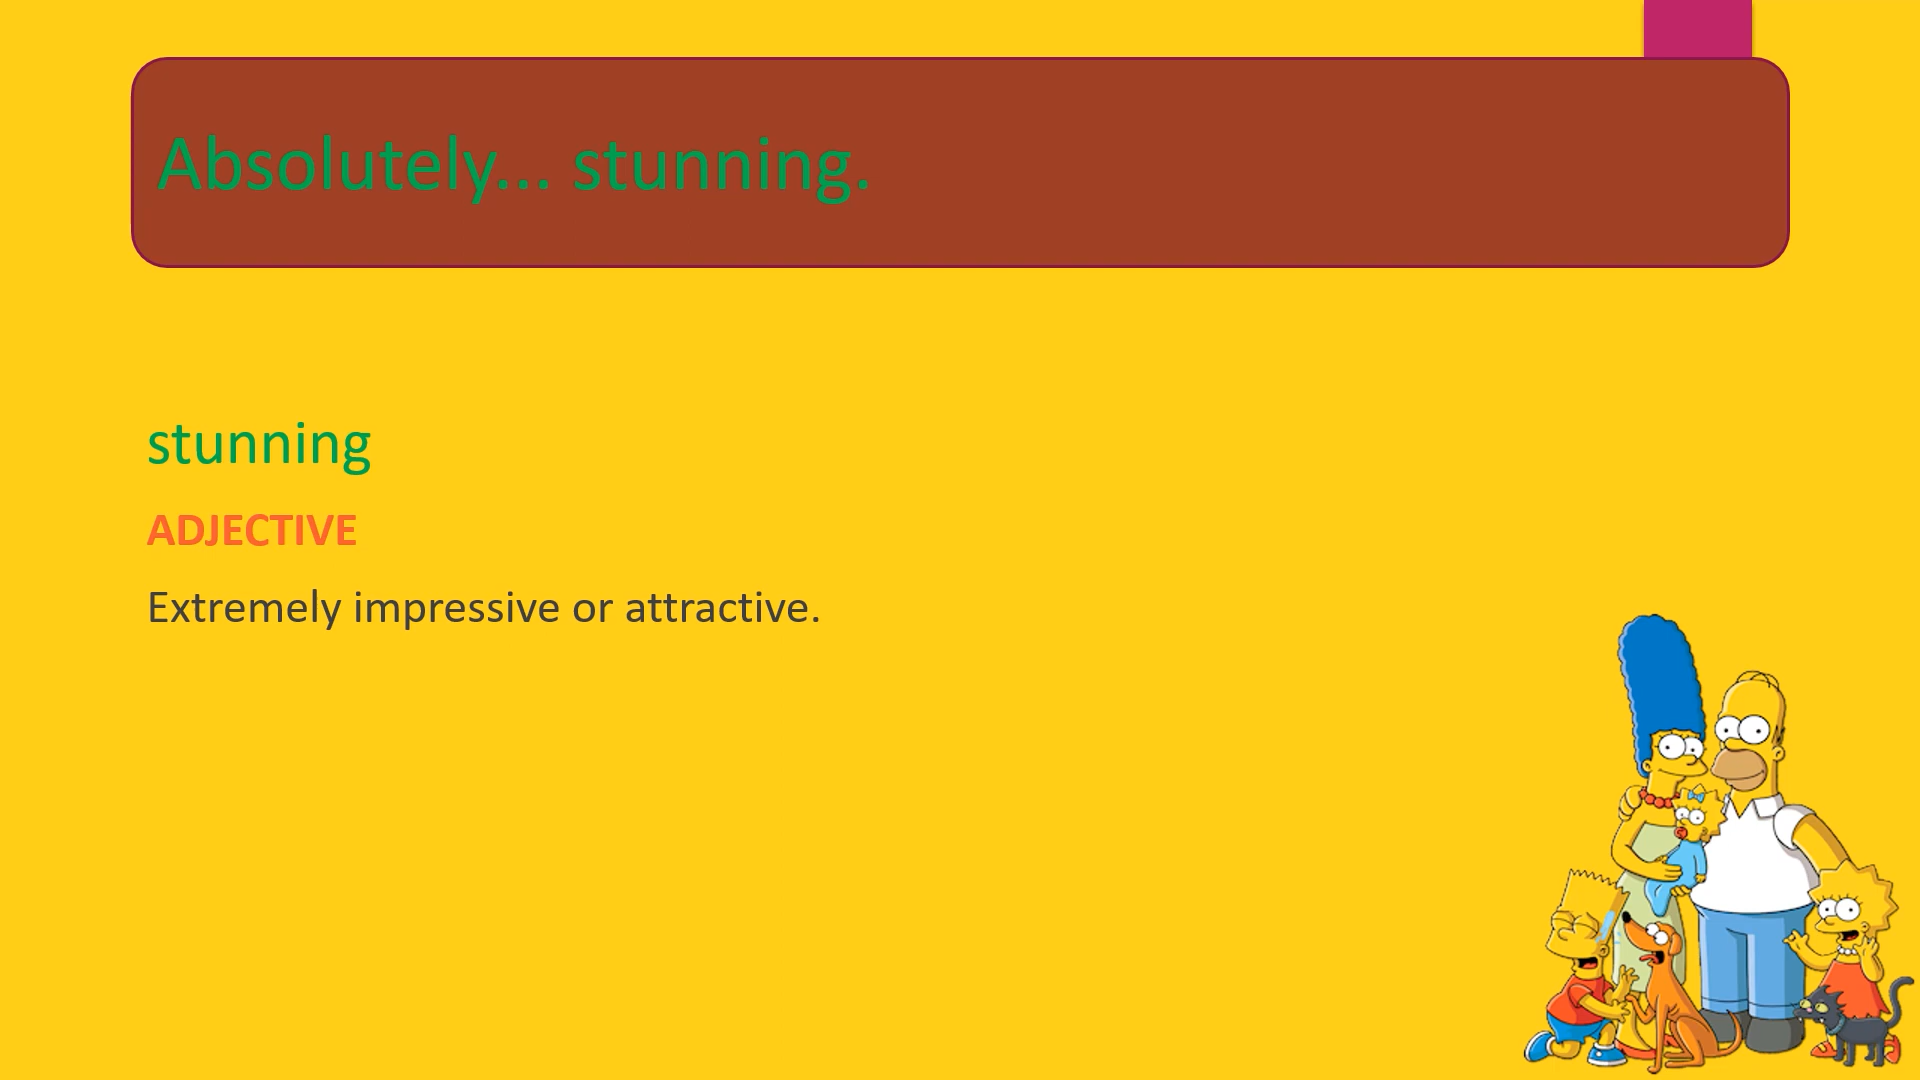 Absolutely... stunning.
stunning
ADJECTIVE
Extremely impressive or attractive.